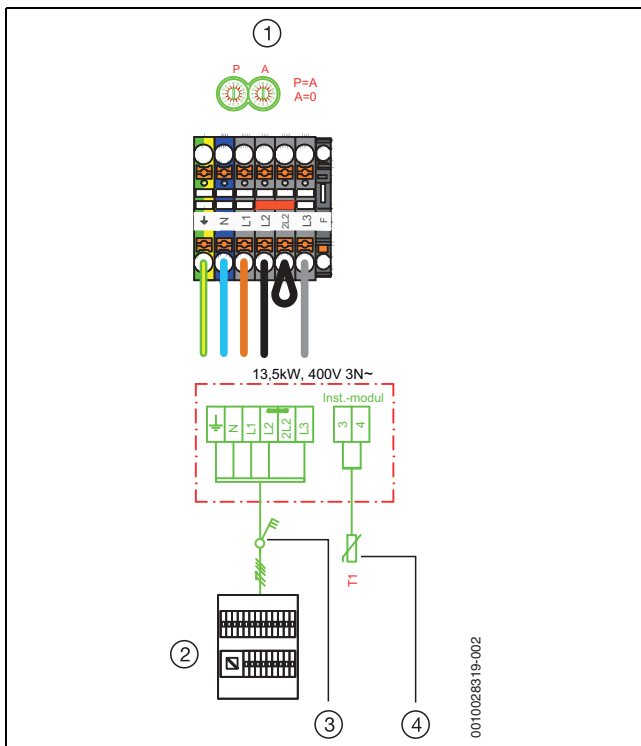 1
P A
P=A
A=0
N L1 L2 2L2 L3 F
13,5kW, 400V 3N~
Inst.-modul
N L1 L2 2L2 L3 3 4
T1
2
3
4
0010028319-002